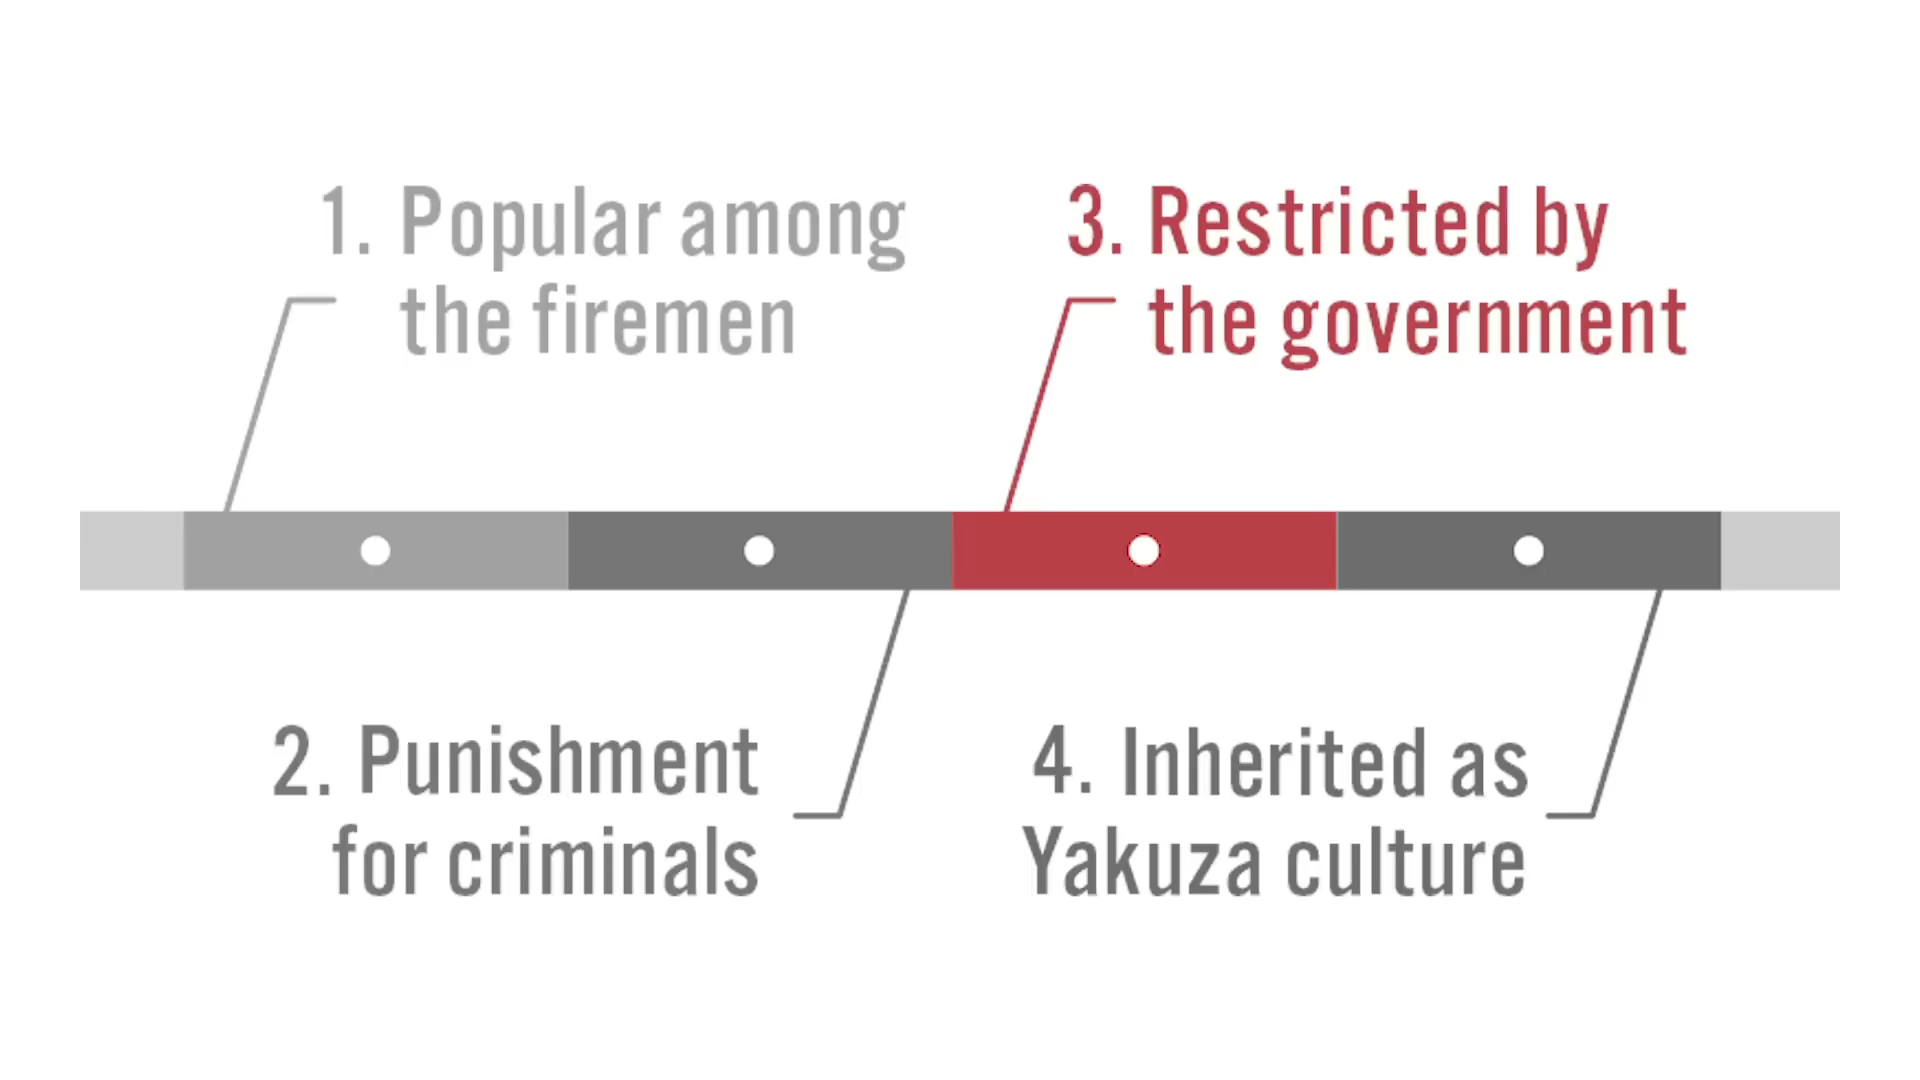 1. Popular among
the firemen
2. Punishment
for criminals
3. Restricted by
the government
4. Inherited as
Yakuza culture